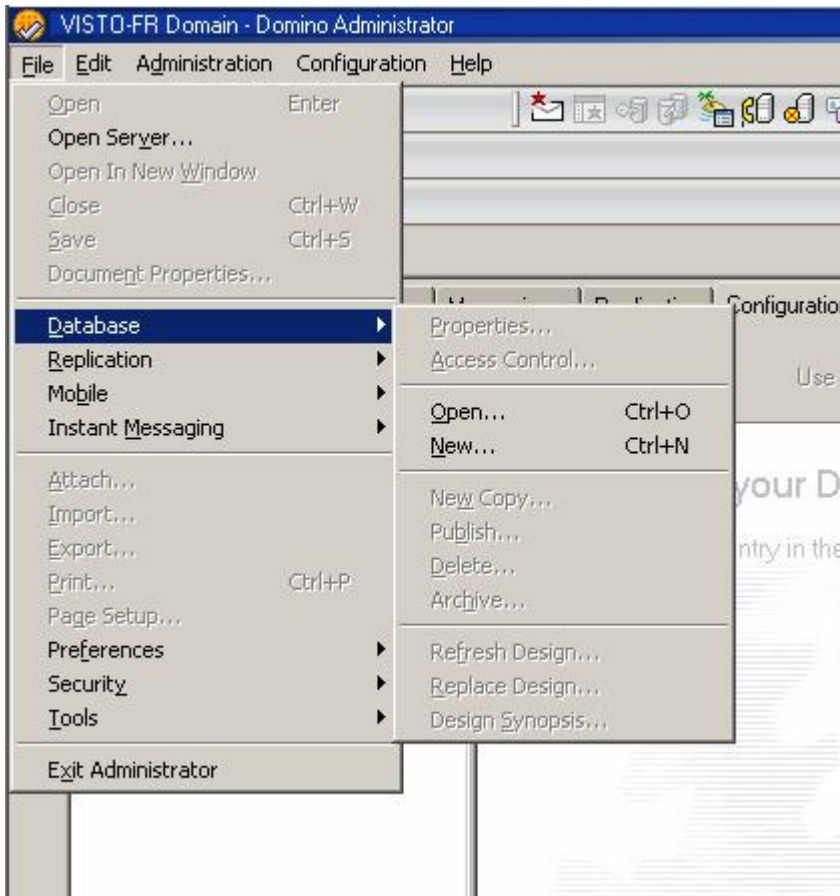 VISTO-FR Domain - Domino Administrator
File Edit Administration Configuration Help
Open Enter
Open Server...
Open In New Window
Close Ctrl+W
Save Ctrl+S
Document Properties...
Database
Replication
Mobile
Instant Messaging
Attach...
Import...
Export...
Print... Ctrl+P
Page Setup...
Preferences
Security
Tools
Exit Administrator
Properties...
Access Control...
Open... Ctrl+O
New... Ctrl+N
New Copy...
Publish...
Delete...
Archive...
Refresh Design...
Replace Design...
Design Synopsis...
Configuratio
Use
your D
ntry in the